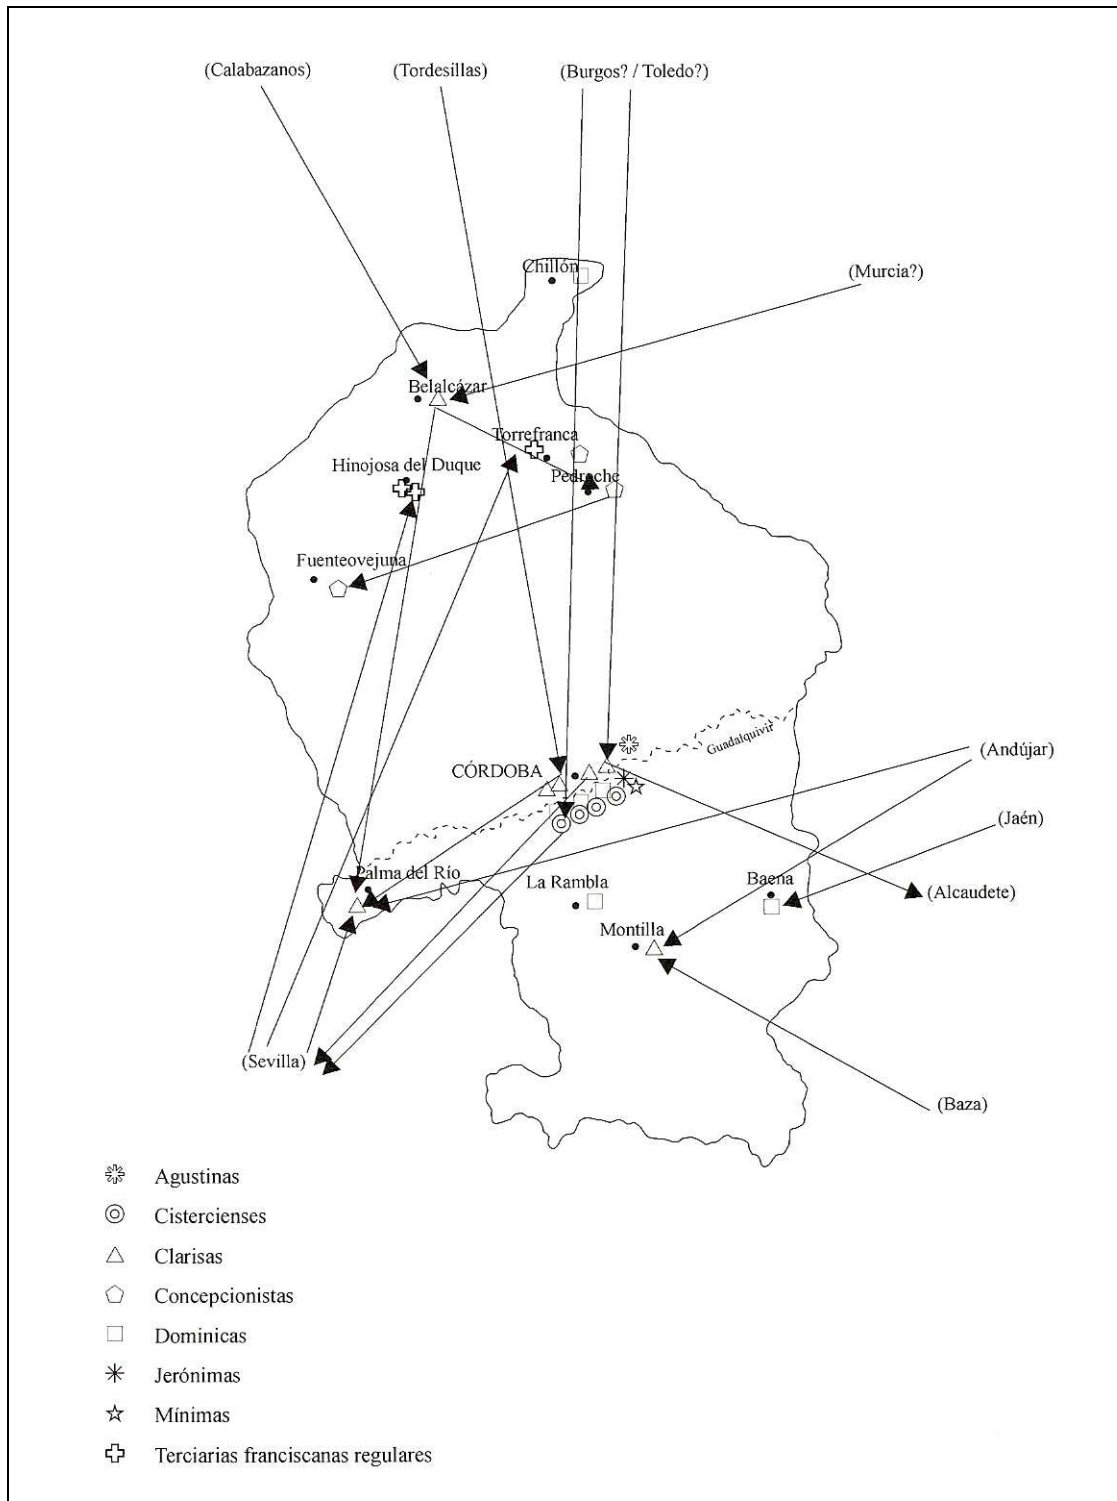 (Calabazanos)
(Tordesillas)
(Burgos? / Toledo?)
Chillón
(Murcia?)
Belalcázar
Torrefranca
Hinojosa del Duque
Pedroche
Fuenteovejuna
Guadalquivir
(Andújar)
CÓRDOBA
(Jaén)
Palma del Río
La Rambla
Baena
(Alcaudete)
Montilla
(Sevilla)
(Baza)
Agustinas
Cistercienses
Clarisas
Concepcionistas
Dominicas
Jerónimas
Mínimas
Terciarias franciscanas regulares